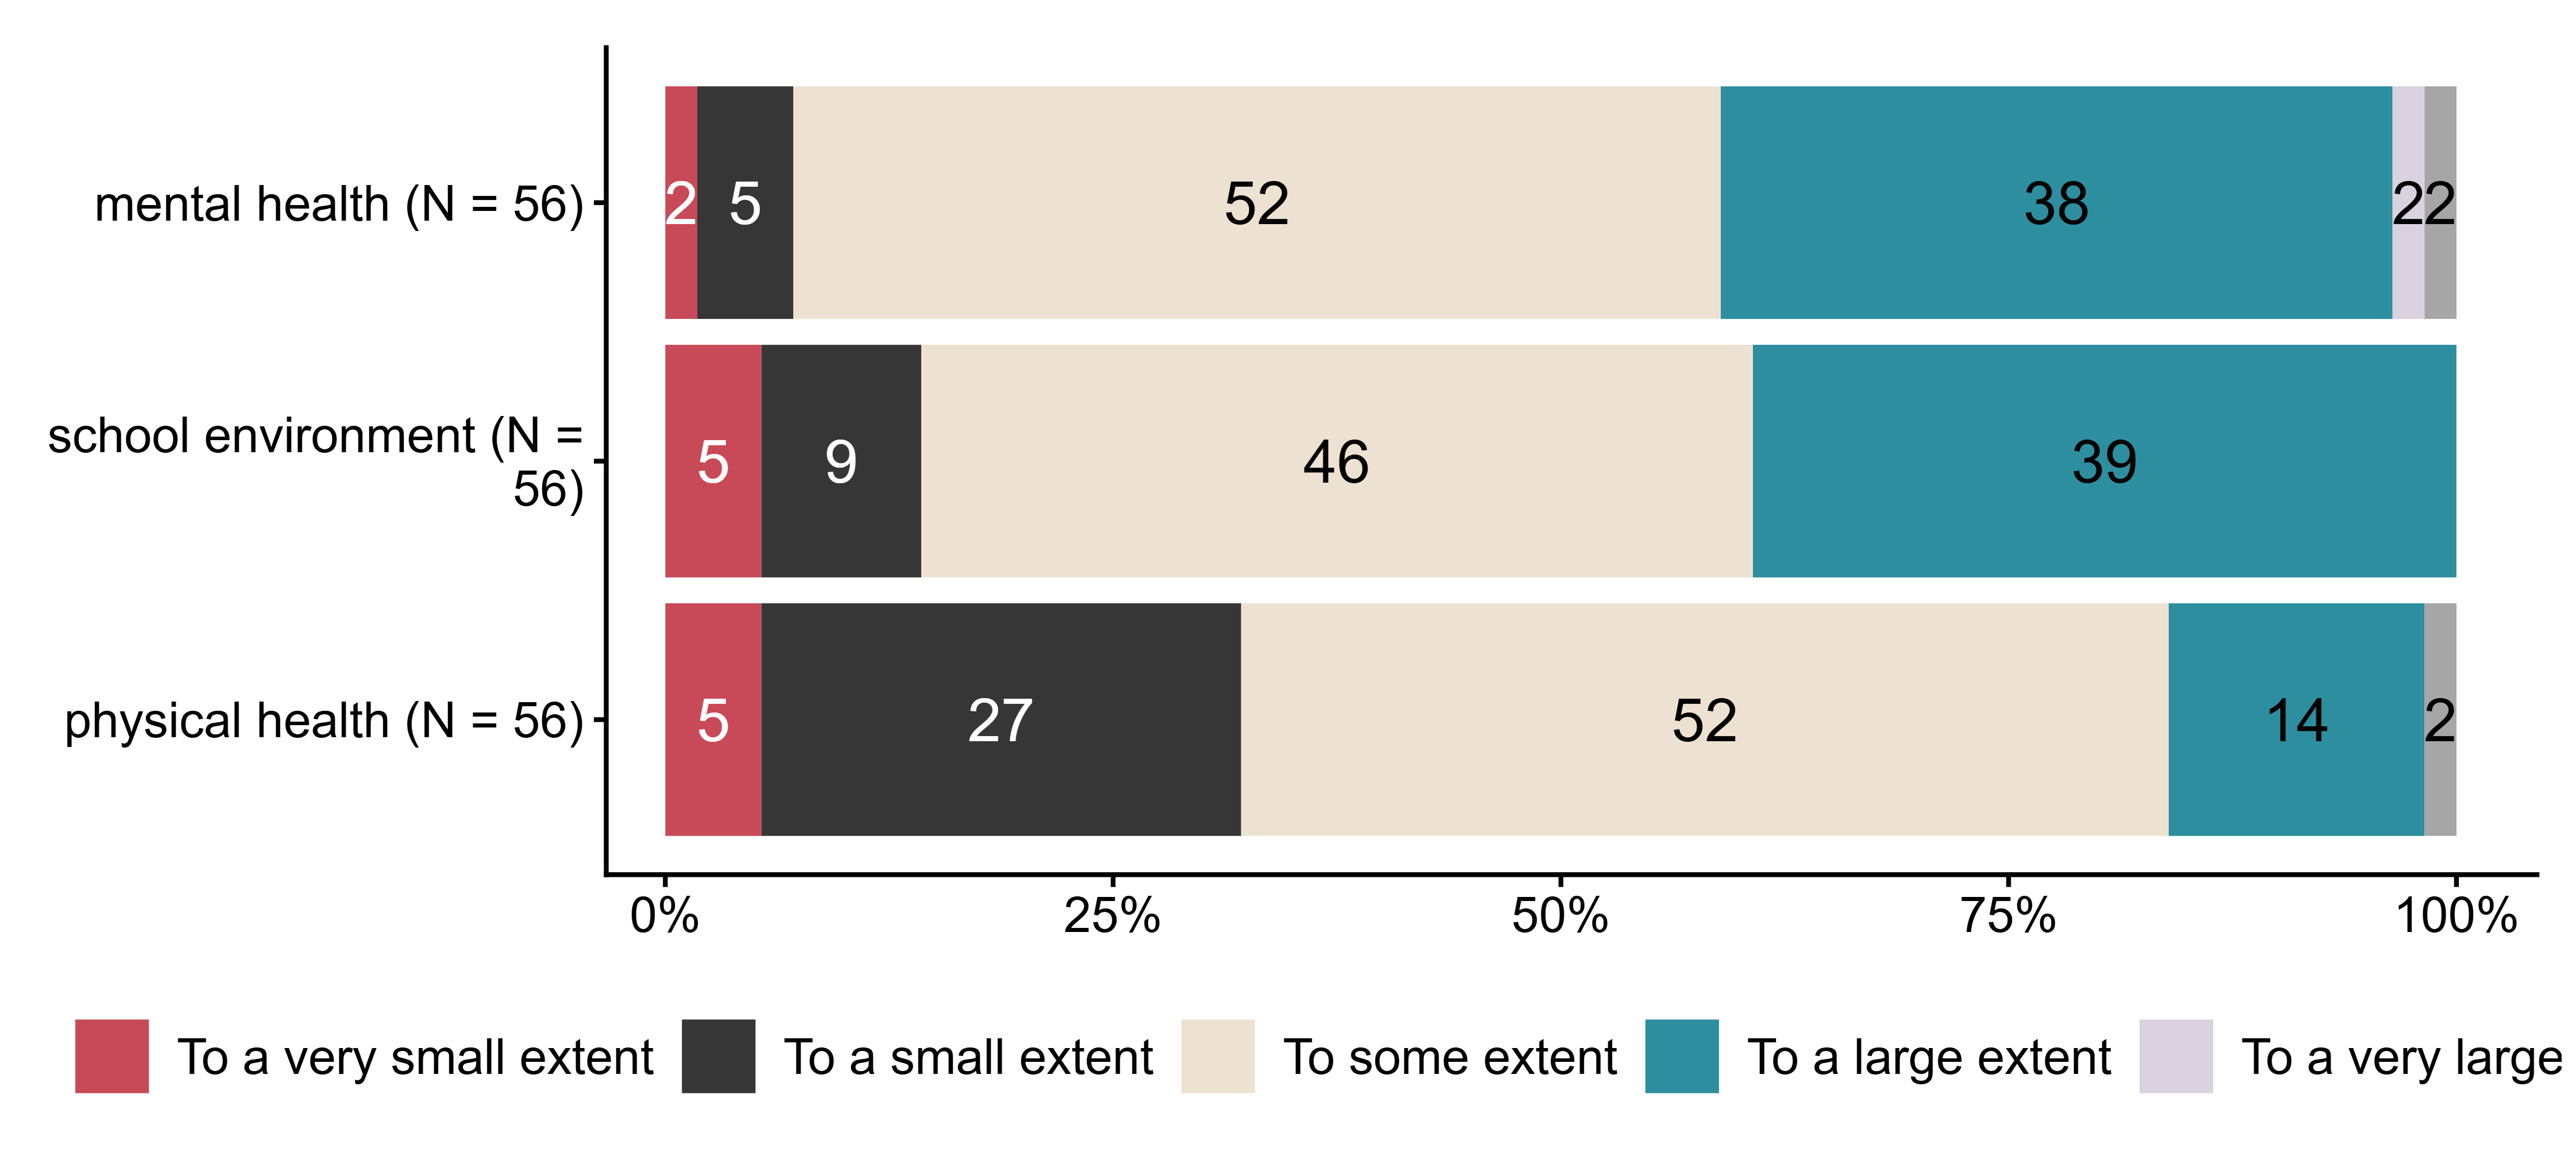 mental health (N = 56)
2 5 52 38 2 2
school environment (N =
56)
5 9 46 39
physical health (N = 56)
5 27 52 14 2
0% 25% 50% 75% 100%
To a very small extent To a small extent To some extent To a large extent To a very large